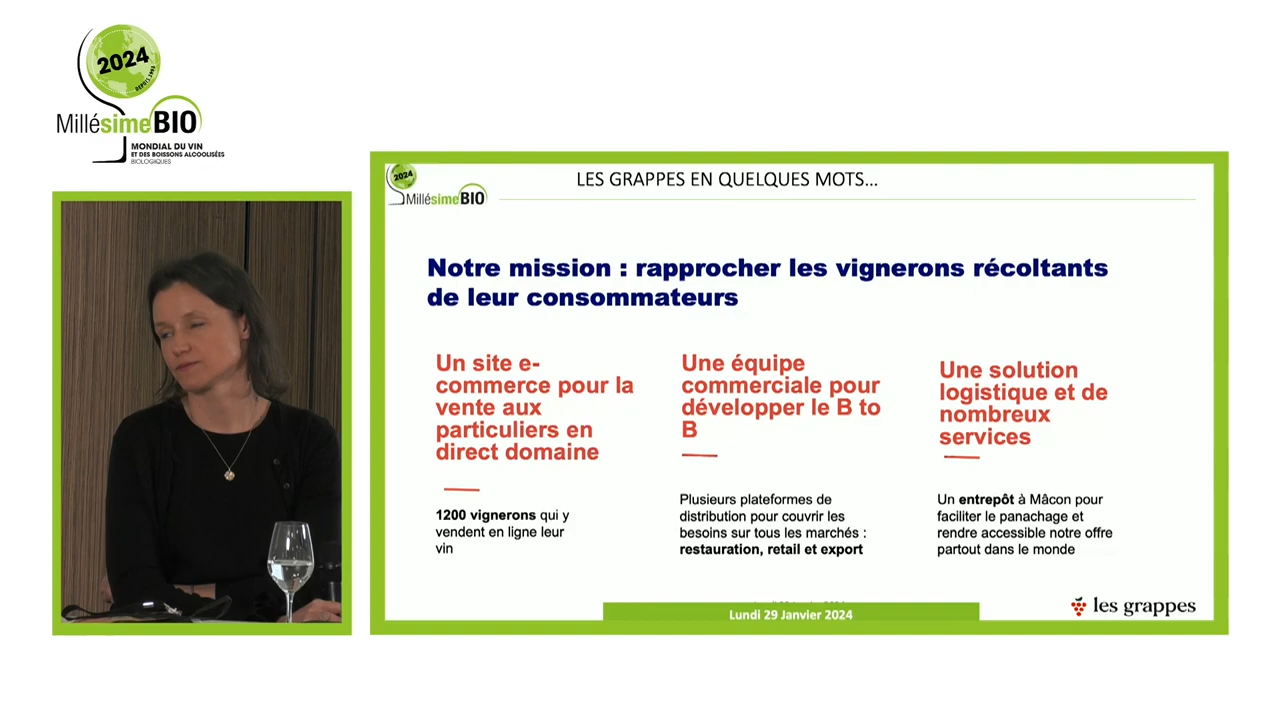 2024
DEPUIS 1993
MillésimeBIO
MONDIAL DU VIN
ET DES BOISSONS ALCOOLISÉES
BIOLOGIQUES
2024
MillésimeBIO
LES GRAPPES EN QUELQUES MOTS...
Notre mission : rapprocher les vignerons récoltants
de leur consommateurs
Un site e-
commerce pour la
vente aux
particuliers en
direct domaine
1200 vignerons qui y
vendent en ligne leur
vin
Une équipe
commerciale pour
développer le B to
B
Plusieurs plateformes de
distribution pour couvrir les
besoins sur tous les marchés :
restauration, retail et export
Une solution
logistique et de
nombreux
services
Un entrepôt à Mâcon pour
faciliter le panachage et
rendre accessible notre offre
partout dans le monde
Lundi 29 Janvier 2024
les grappes